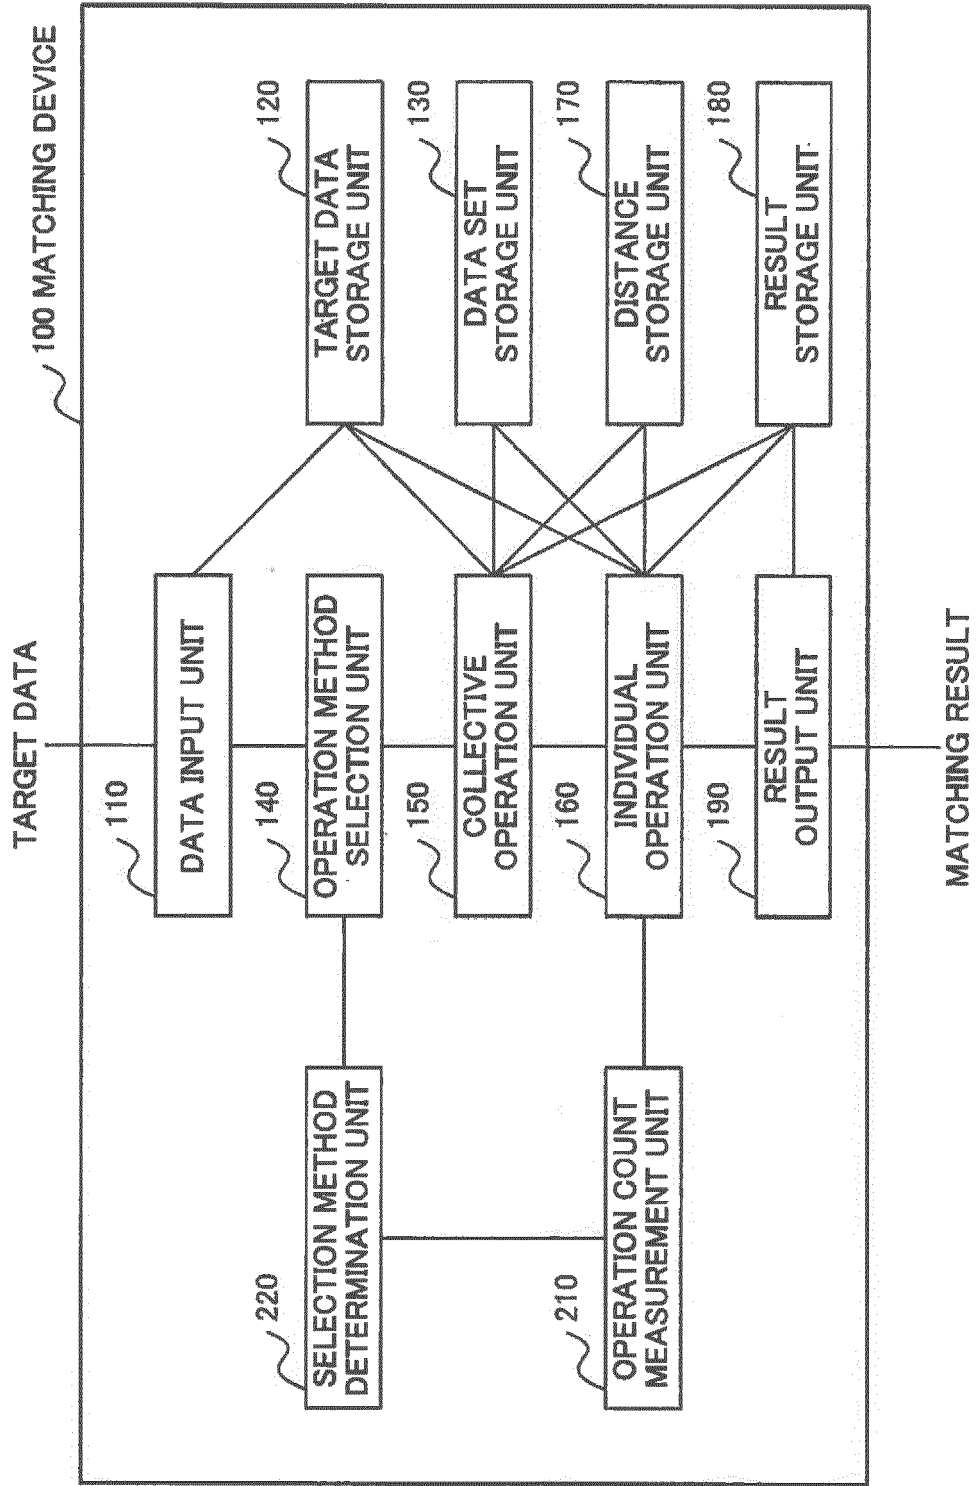 100 MATCHING DEVICE
TARGET DATA
110
DATA INPUT UNIT
120
TARGET DATA
STORAGE UNIT
220
SELECTION METHOD
DETERMINATION UNIT
140
OPERATION METHOD
SELECTION UNIT
130
DATA SET
STORAGE UNIT
150
COLLECTIVE
OPERATION UNIT
170
DISTANCE
STORAGE UNIT
210
OPERATION COUNT
MEASUREMENT UNIT
160
INDIVIDUAL
OPERATION UNIT
180
RESULT
STORAGE UNIT
190
RESULT
OUTPUT UNIT
MATCHING RESULT